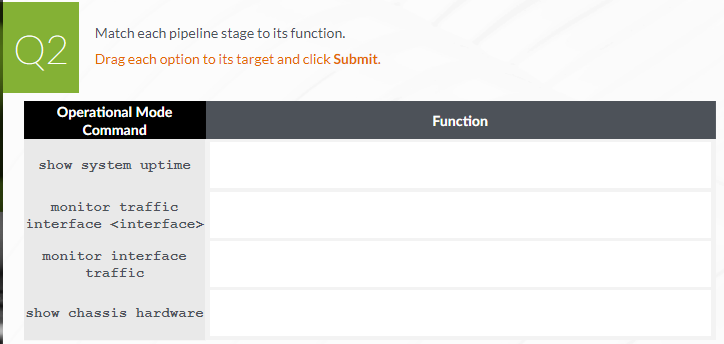 Q2
Match each pipeline stage to its function.
Drag each option to its target and click Submit.
Operational Mode
Command
Function
show system uptime
monitor traffic
interface <interface>
monitor interface
traffic
show chassis hardware